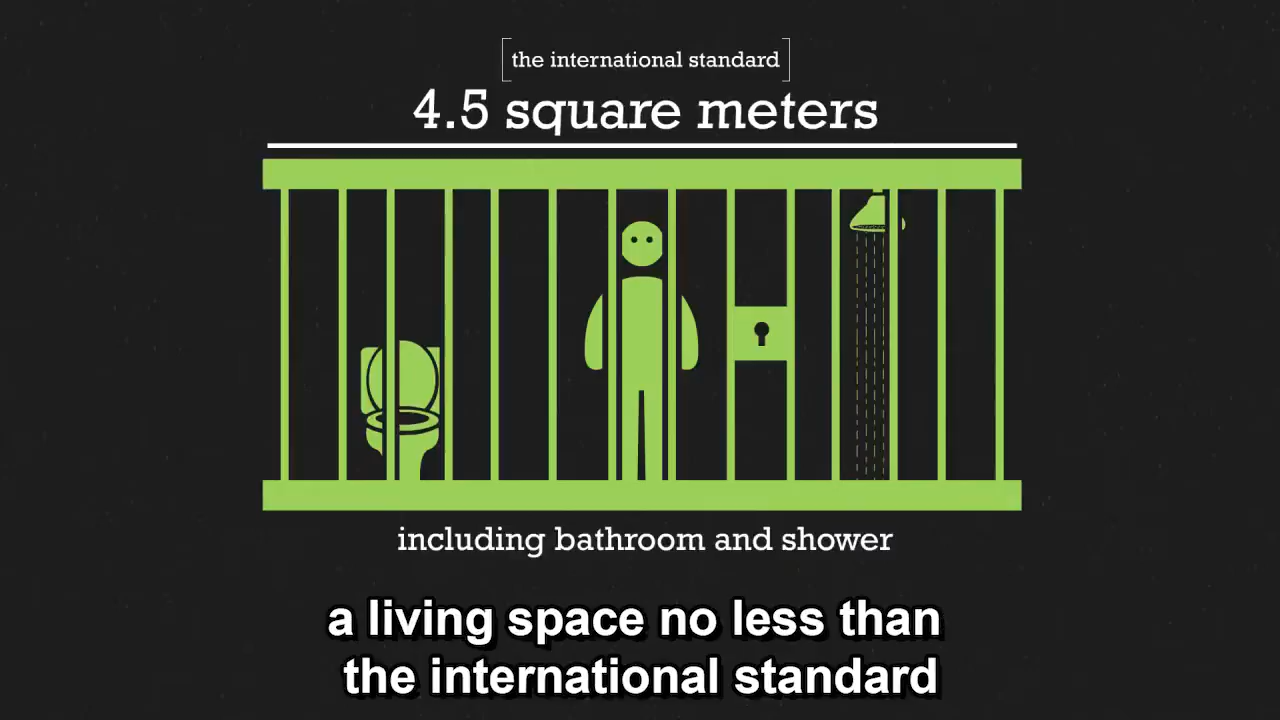 the international standard
4.5 square meters
including bathroom and shower
a living space no less than
the international standard